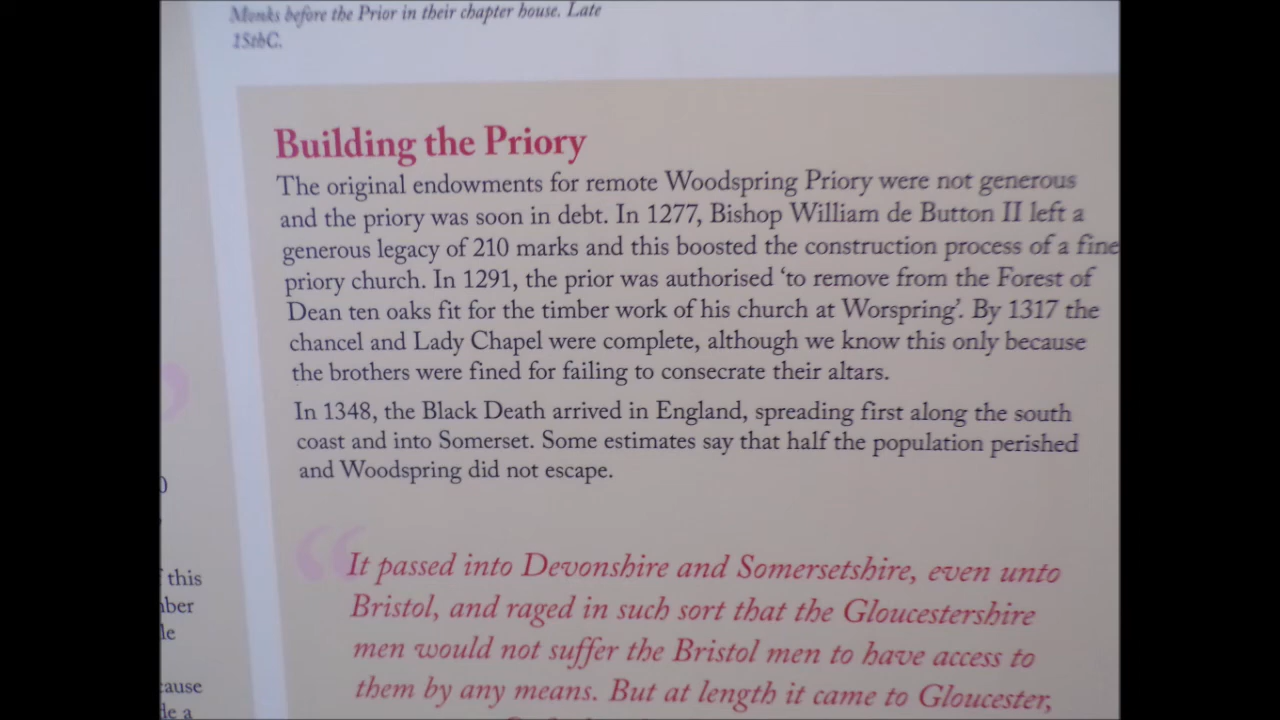 Monks before the Prior in their chapter house. Late
15thC.
Building the Priory
The original endowments for remote Woodspring Priory were not generous
and the priory was soon in debt. In 1277, Bishop William de Button II left a
generous legacy of 210 marks and this boosted the construction process of a fine
priory church. In 1291, the prior was authorised ‘to remove from the Forest of
Dean ten oaks fit for the timber work of his church at Worspring’. By 1317 the
chancel and Lady Chapel were complete, although we know this only because
the brothers were fined for failing to consecrate their altars.
In 1348, the Black Death arrived in England, spreading first along the south
coast and into Somerset. Some estimates say that half the population perished
and Woodspring did not escape.
“It passed into Devonshire and Somersetshire, even unto
Bristol, and raged in such sort that the Gloucestershire
men would not suffer the Bristol men to have access to
them by any means. But at length it came to Gloucester,
this